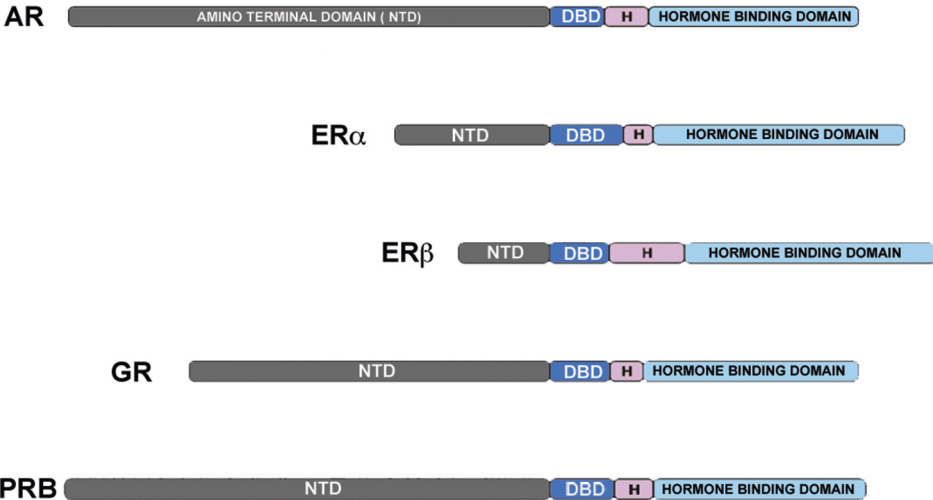 AR AMINO TERMINAL DOMAIN ( NTD) DBD H HORMONE BINDING DOMAIN
ERα NTD DBD H HORMONE BINDING DOMAIN
ERβ NTD DBD H HORMONE BINDING DOMAIN
GR NTD DBD H HORMONE BINDING DOMAIN
PRB NTD DBD H HORMONE BINDING DOMAIN